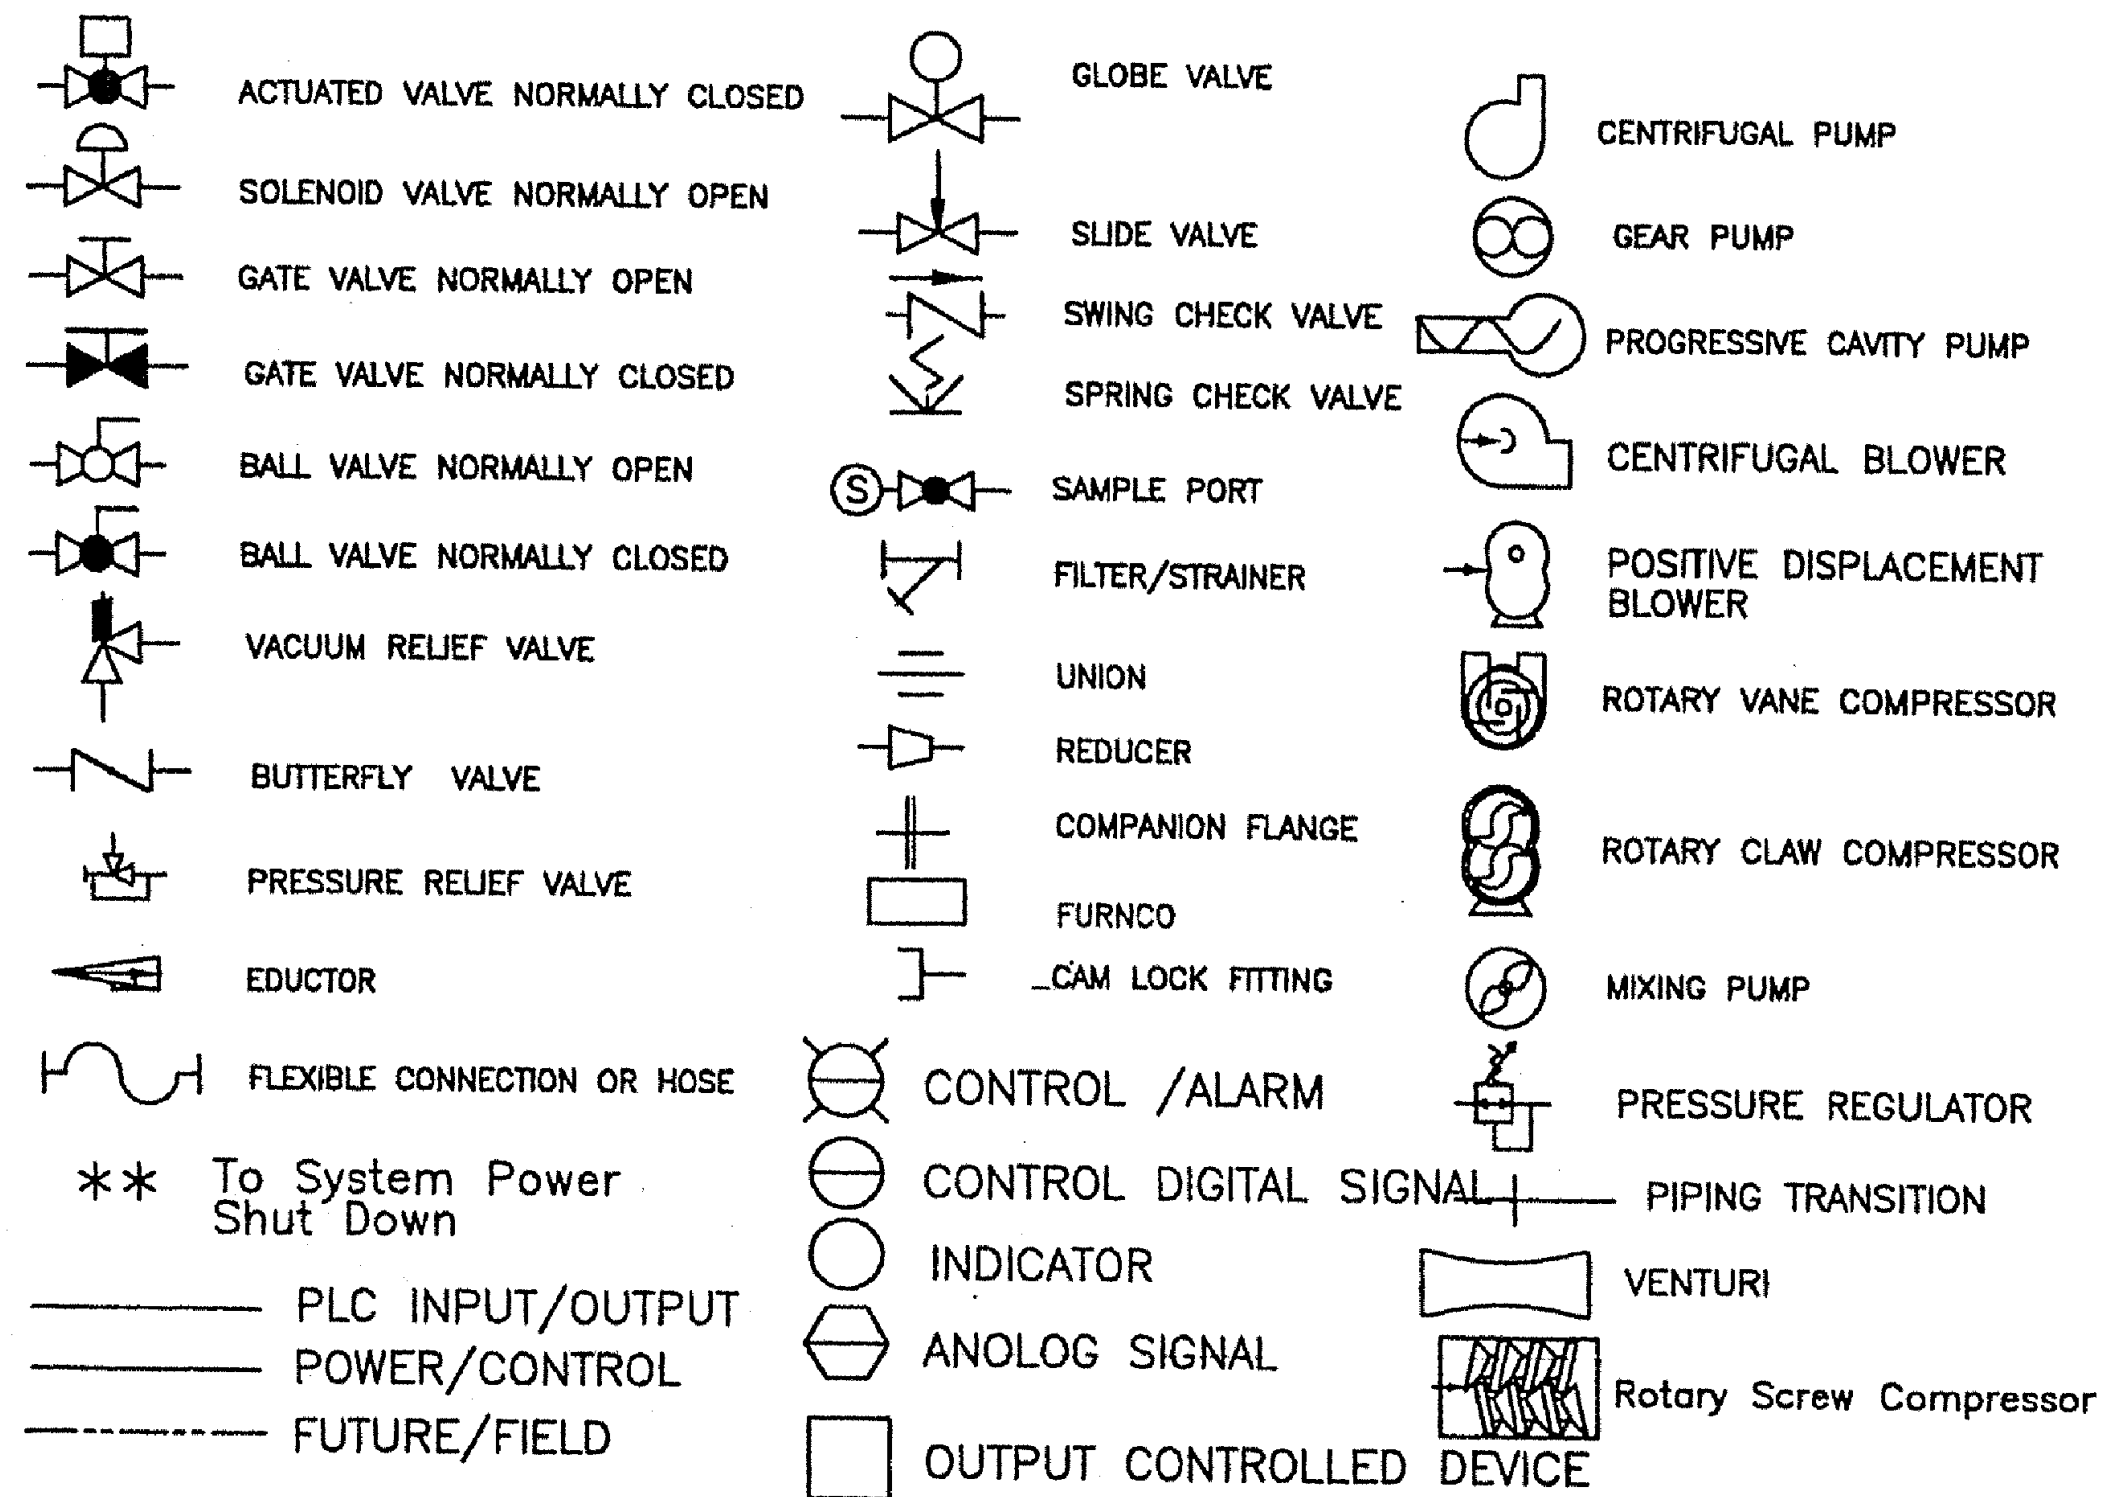 ACTUATED VALVE NORMALLY CLOSED
SOLENOID VALVE NORMALLY OPEN
GATE VALVE NORMALLY OPEN
GATE VALVE NORMALLY CLOSED
BALL VALVE NORMALLY OPEN
BALL VALVE NORMALLY CLOSED
VACUUM RELIEF VALVE
BUTTERFLY VALVE
PRESSURE RELIEF VALVE
EDUCTOR
FLEXIBLE CONNECTION OR HOSE
** To System Power
Shut Down
PLC INPUT/OUTPUT
POWER/CONTROL
FUTURE/FIELD
GLOBE VALVE
SLIDE VALVE
SWING CHECK VALVE
SPRING CHECK VALVE
S SAMPLE PORT
FILTER/STRAINER
UNION
REDUCER
COMPANION FLANGE
FURNCO
CAM LOCK FITTING
CONTROL /ALARM
CONTROL DIGITAL SIGNAL
INDICATOR
ANOLOG SIGNAL
OUTPUT CONTROLLED DEVICE
CENTRIFUGAL PUMP
GEAR PUMP
PROGRESSIVE CAVITY PUMP
CENTRIFUGAL BLOWER
POSITIVE DISPLACEMENT
BLOWER
ROTARY VANE COMPRESSOR
ROTARY CLAW COMPRESSOR
MIXING PUMP
PRESSURE REGULATOR
PIPING TRANSITION
VENTURI
Rotary Screw Compressor